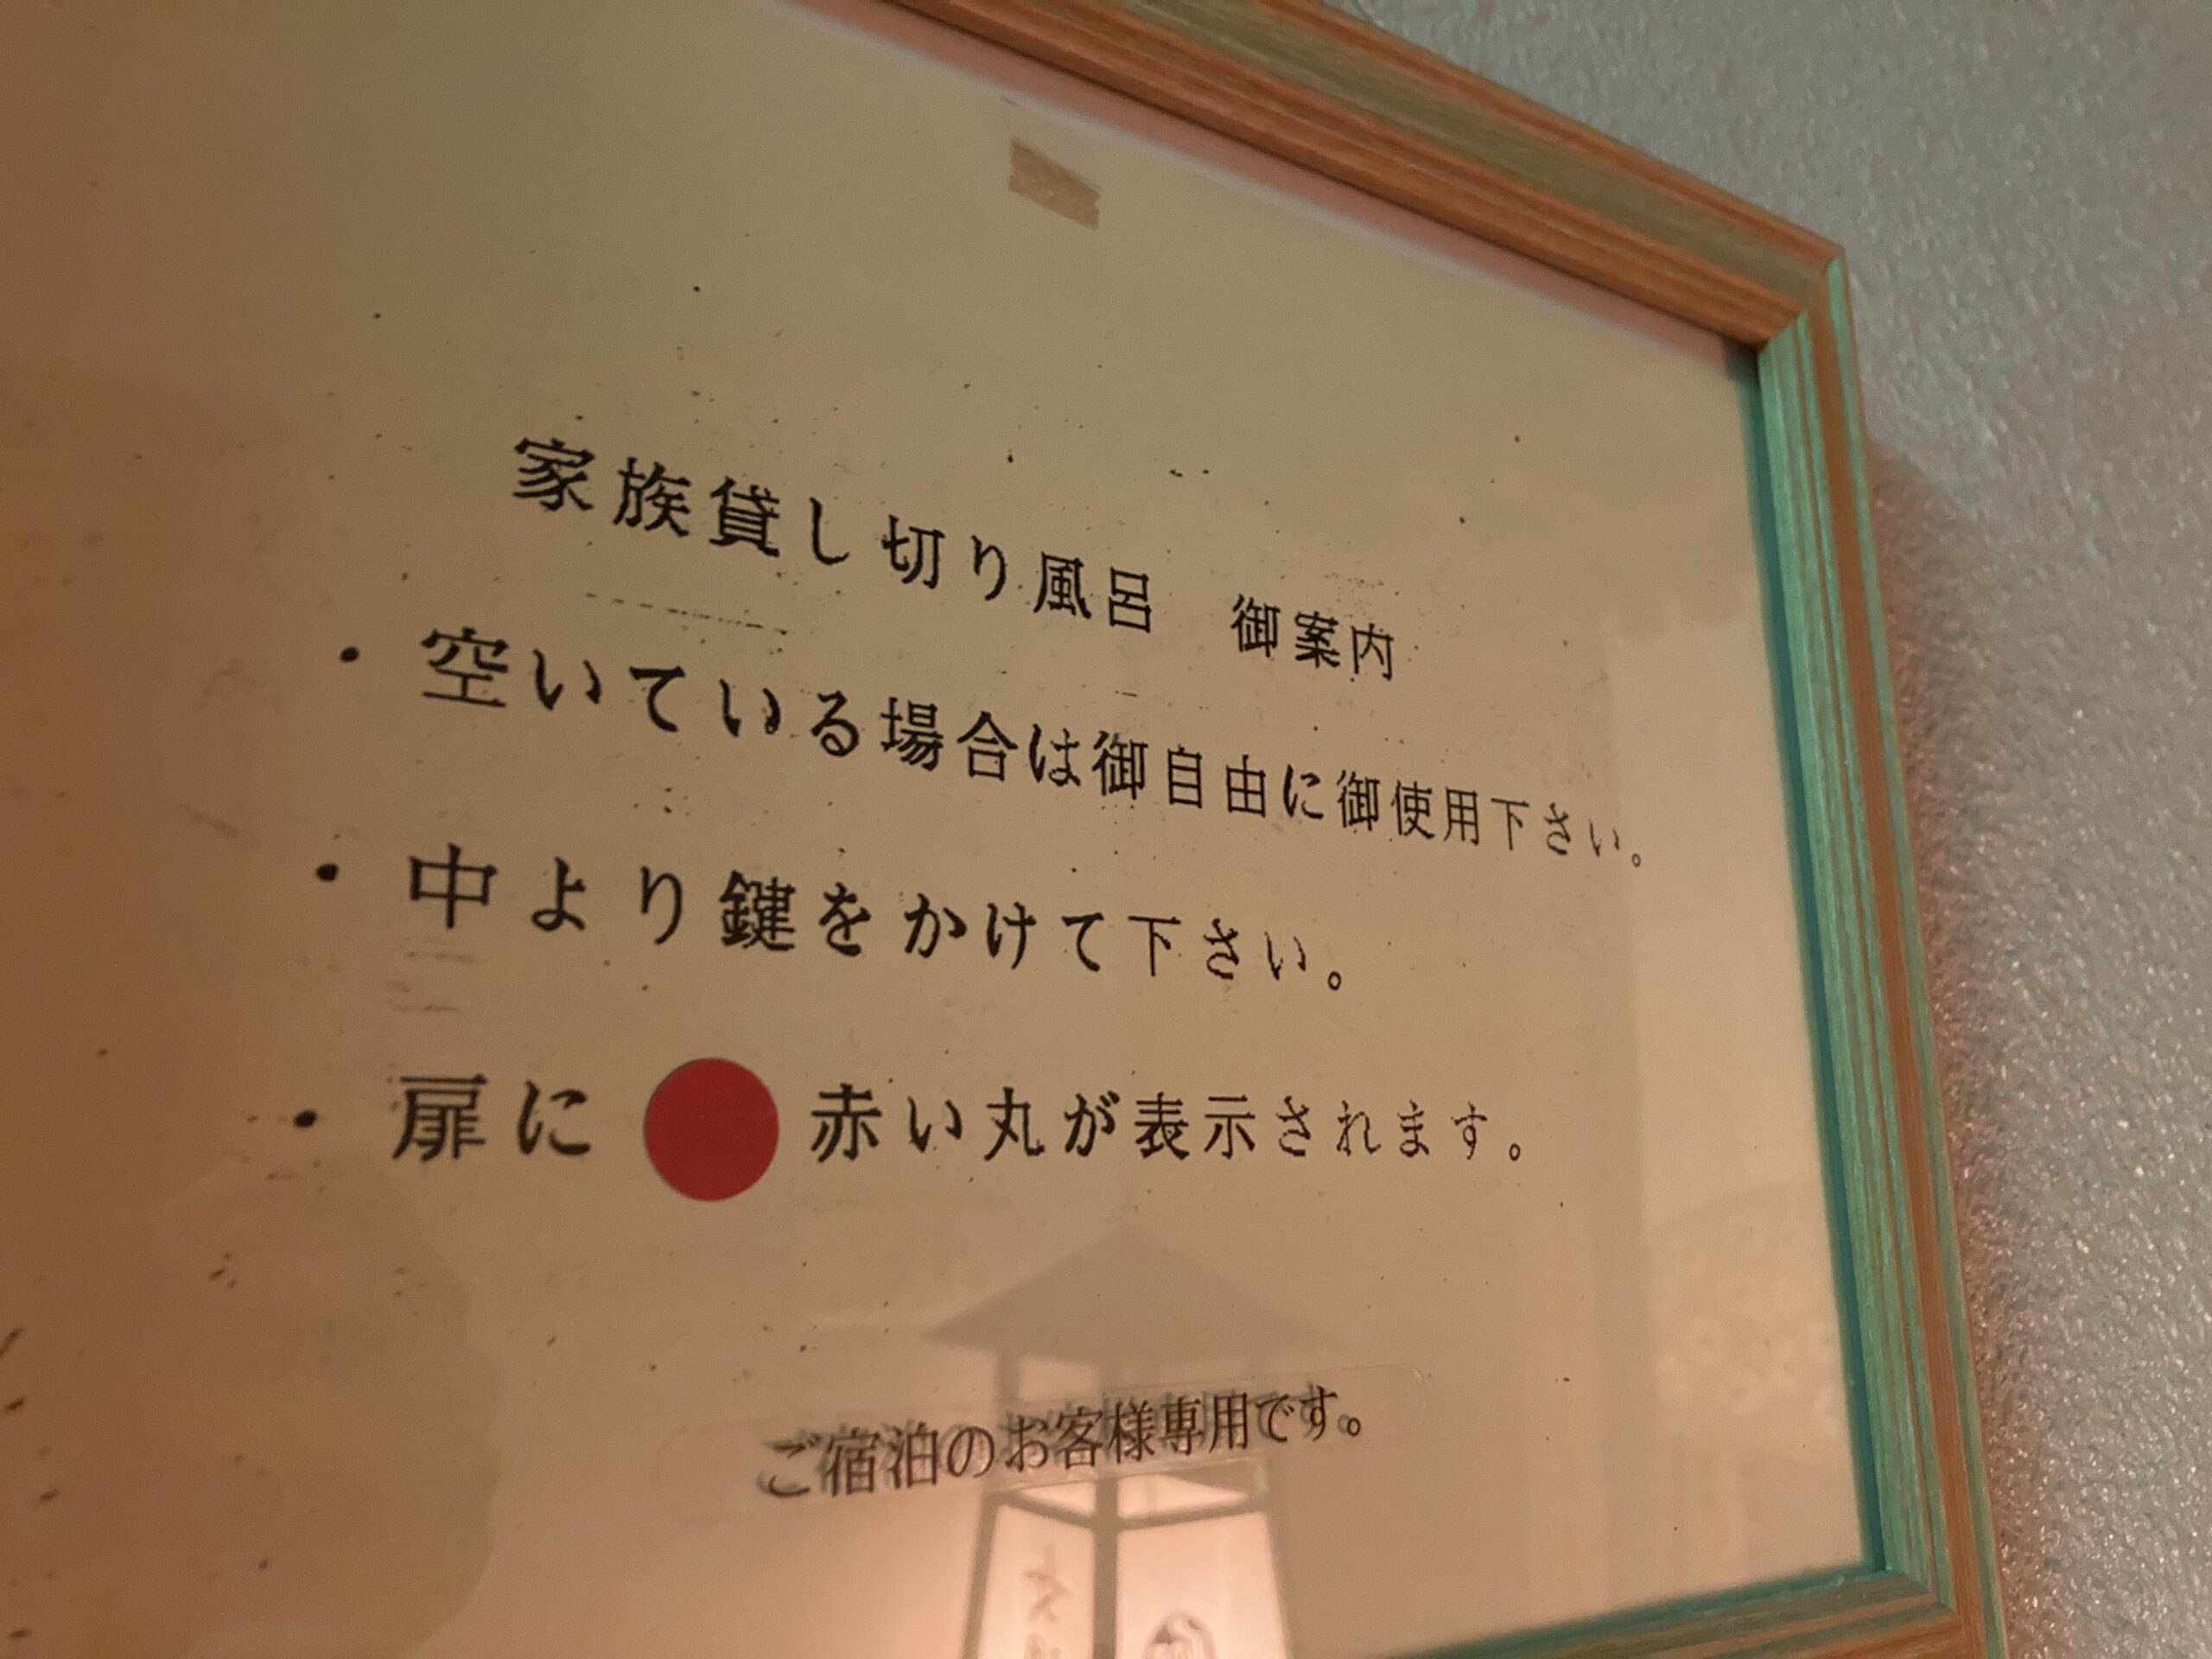 家族貸し切り風呂　御案内
・空いている場合は御自由に御使用下さい。
・中より鍵をかけて下さい。
・扉に●赤い丸が表示されます。
ご宿泊のお客様専用です。